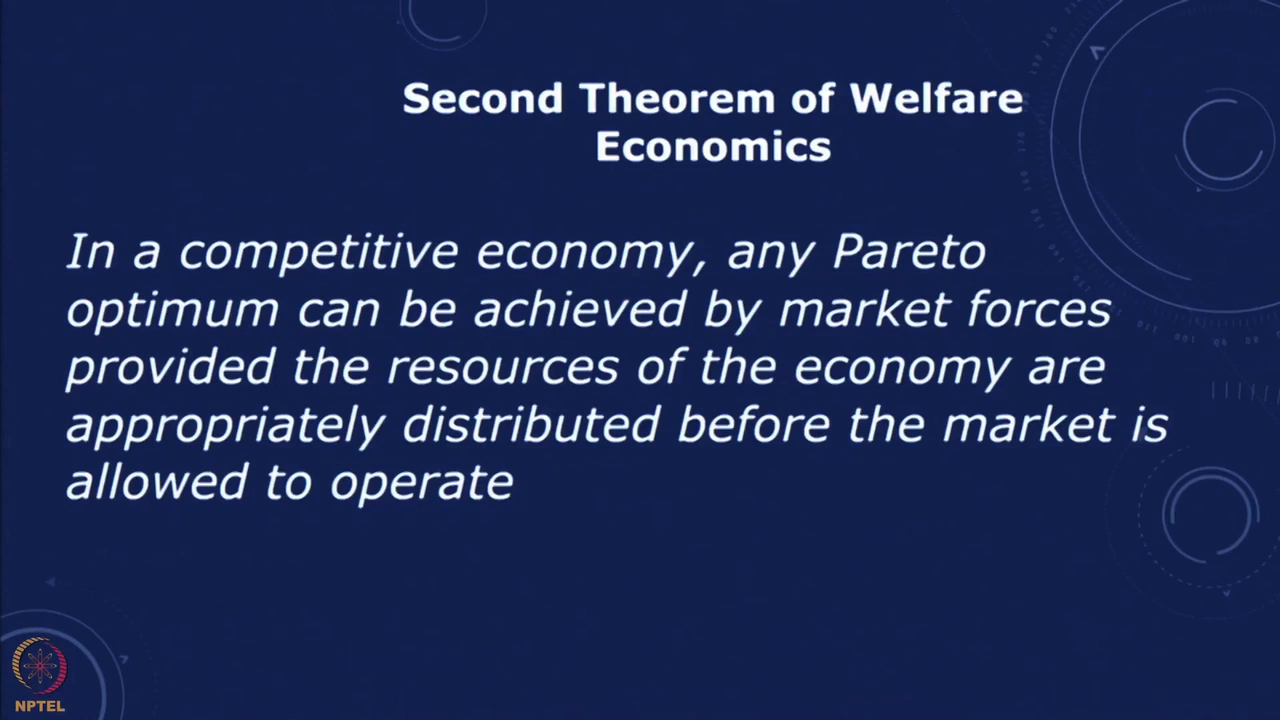 Second Theorem of Welfare
Economics
In a competitive economy, any Pareto
optimum can be achieved by market forces
provided the resources of the economy are
appropriately distributed before the market is
allowed to operate
NPTEL